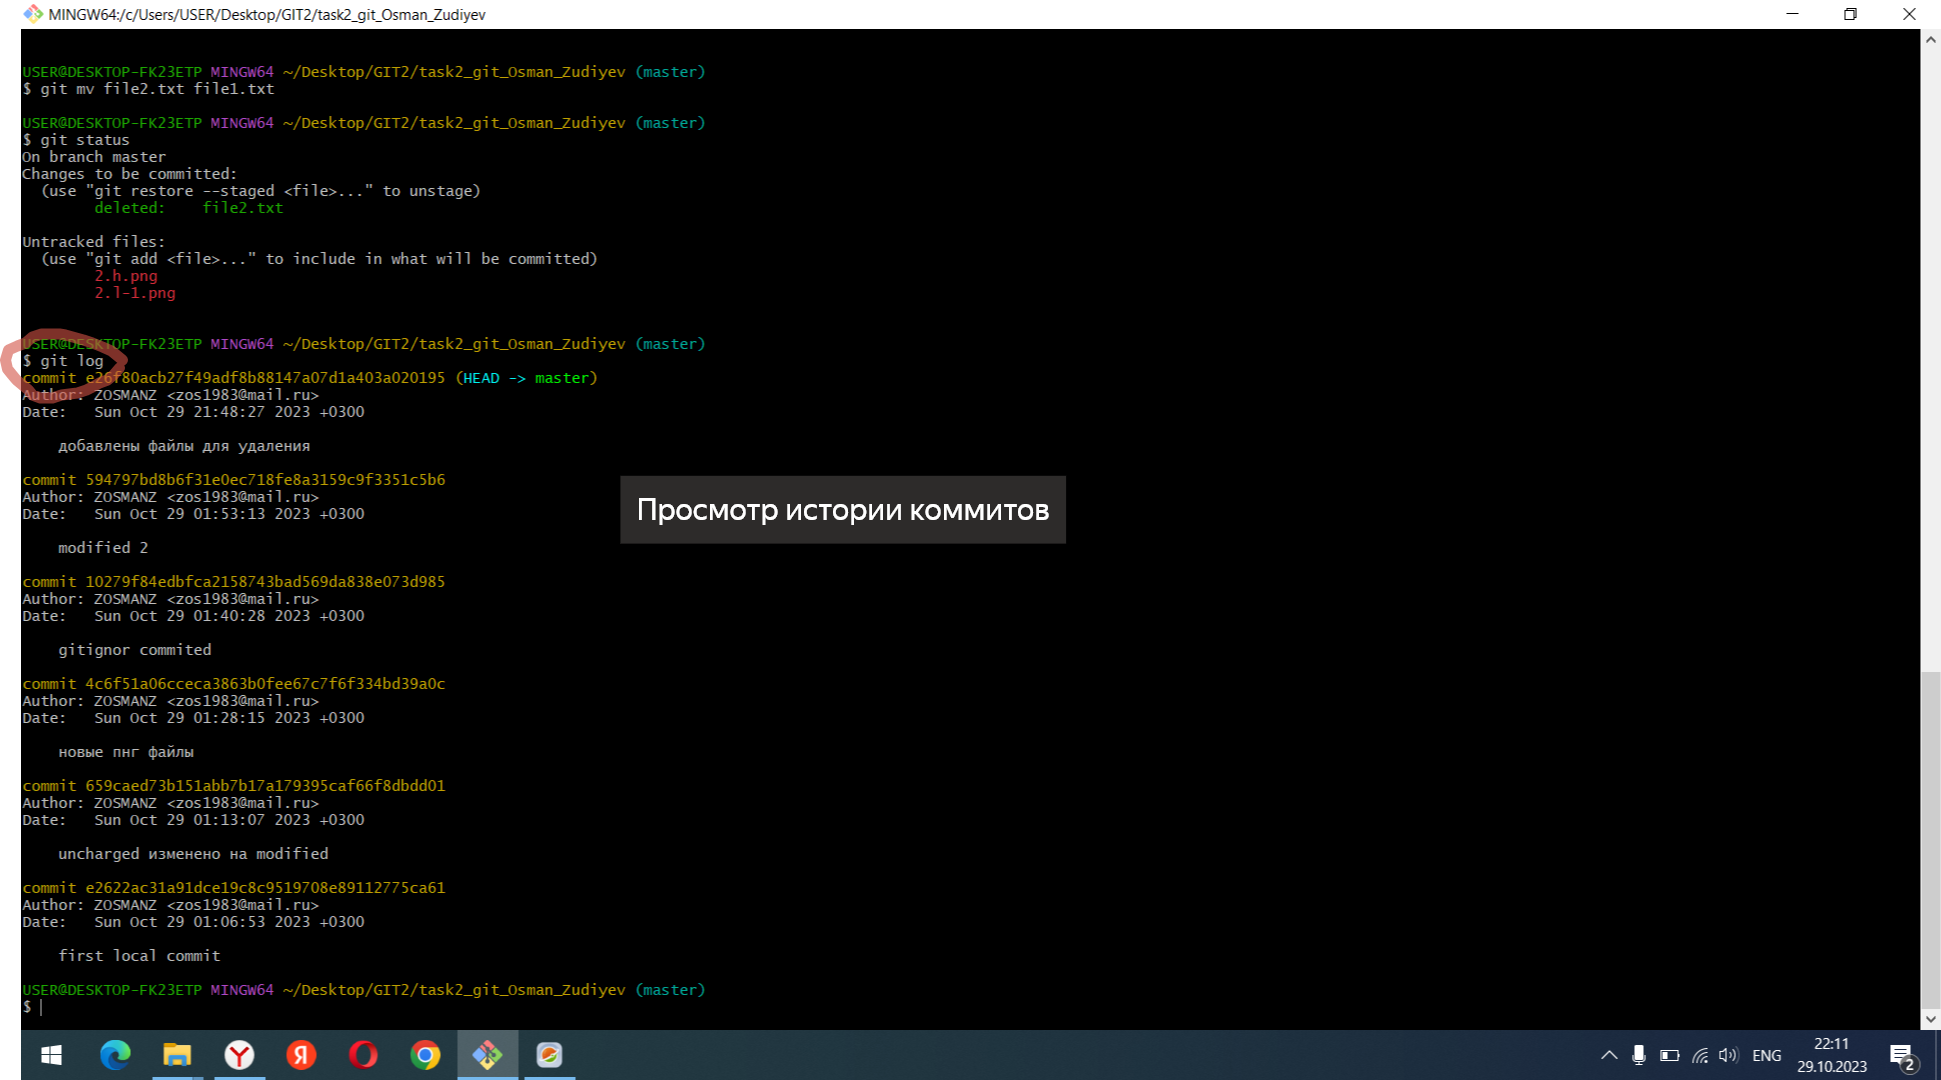 MINGW64:/c/Users/USER/Desktop/GIT2/task2_git_Osman_Zudiyev
USER@DESKTOP-FK23ETP MINGW64 ~/Desktop/GIT2/task2_git_Osman_Zudiyev (master)
$ git mv file2.txt file1.txt
USER@DESKTOP-FK23ETP MINGW64 ~/Desktop/GIT2/task2_git_Osman_Zudiyev (master)
$ git status
On branch master
Changes to be committed:
(use "git restore --staged <file>..." to unstage)
deleted: file2.txt
Untracked files:
(use "git add <file>..." to include in what will be committed)
2.h.png
2.l-1.png
USER@DESKTOP-FK23ETP MINGW64 ~/Desktop/GIT2/task2_git_Osman_Zudiyev (master)
$ git log
commit e26f80acb27f49adf8b88147a07d1a403a020195 (HEAD -> master)
Author: ZOSMANZ <zos1983@mail.ru>
Date: Sun Oct 29 21:48:27 2023 +0300
добавлены файлы для удаления
commit 594797bd8b6f31e0ec718fe8a3159c9f3351c5b6
Author: ZOSMANZ <zos1983@mail.ru>
Date: Sun Oct 29 01:53:13 2023 +0300
Просмотр истории коммитов
modified 2
commit 10279f84edbfca2158743bad569da838e073d985
Author: ZOSMANZ <zos1983@mail.ru>
Date: Sun Oct 29 01:40:28 2023 +0300
gitignor commited
commit 4c6f51a06cceca3863b0fee67c7f6f334bd39a0c
Author: ZOSMANZ <zos1983@mail.ru>
Date: Sun Oct 29 01:28:15 2023 +0300
новые пнг файлы
commit 659caed73b151abb7b17a179395caf66f8dbdd01
Author: ZOSMANZ <zos1983@mail.ru>
Date: Sun Oct 29 01:13:07 2023 +0300
uncharged изменено на modified
commit e2622ac31a91dce19c8c9519708e89112775ca61
Author: ZOSMANZ <zos1983@mail.ru>
Date: Sun Oct 29 01:06:53 2023 +0300
first local commit
USER@DESKTOP-FK23ETP MINGW64 ~/Desktop/GIT2/task2_git_Osman_Zudiyev (master)
$
Я
ENG
22:11
29.10.2023
2